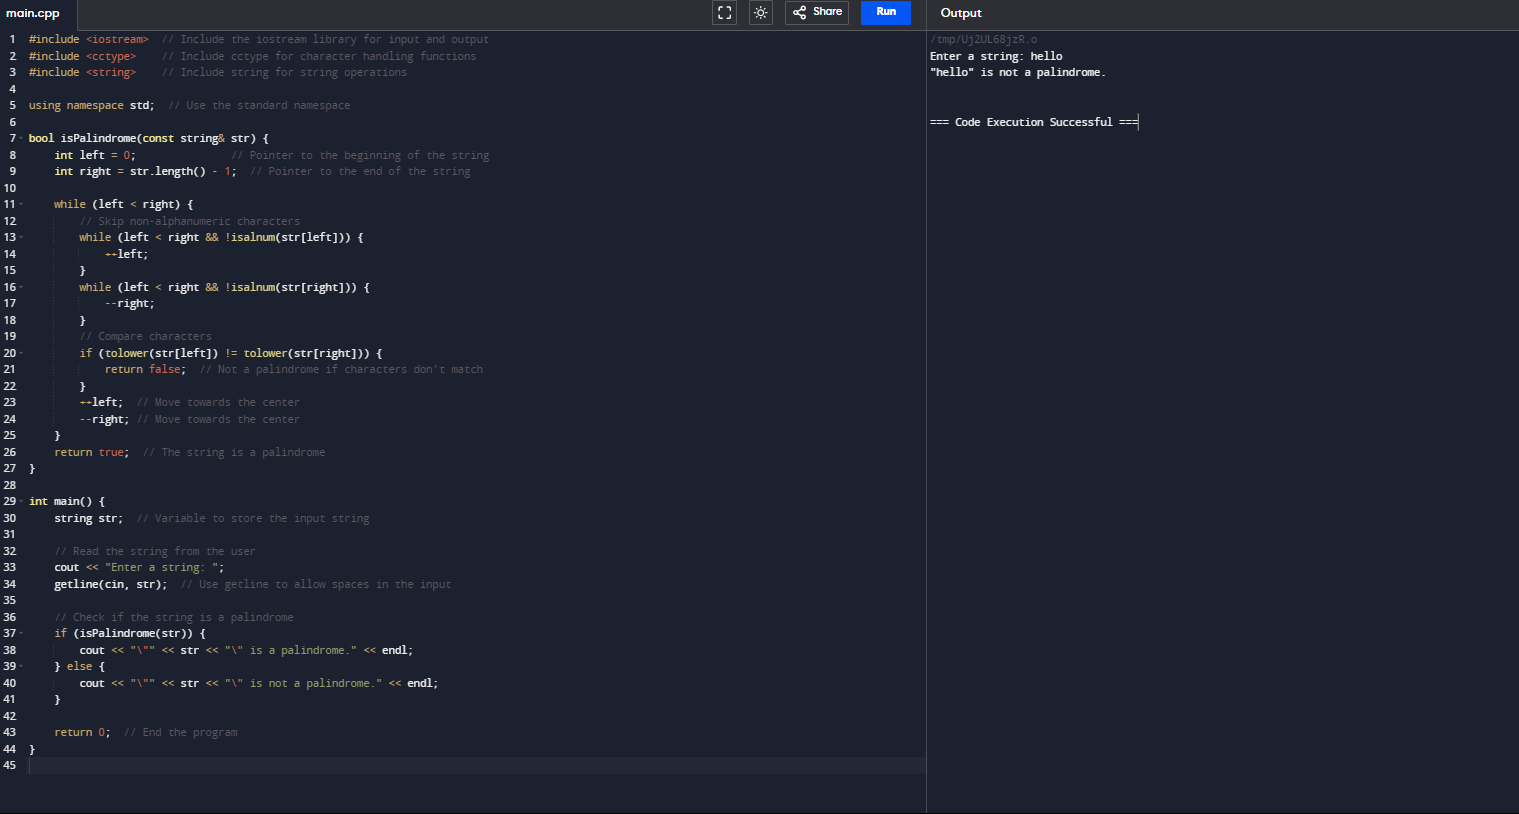 main.cpp
Share
Run
Output
1 #include <iostream>  // Include the iostream library for input and output
2 #include <cctype>    // Include cctype for character handling functions
3 #include <string>    // Include string for string operations
4
5 using namespace std;  // Use the standard namespace
6
7 bool isPalindrome(const string& str) {
8     int left = 0;               // Pointer to the beginning of the string
9     int right = str.length() - 1;  // Pointer to the end of the string
10
11     while (left < right) {
12         // Skip non-alphanumeric characters
13         while (left < right && !isalnum(str[left])) {
14             ++left;
15         }
16         while (left < right && !isalnum(str[right])) {
17             --right;
18         }
19         // Compare characters
20         if (tolower(str[left]) != tolower(str[right])) {
21             return false;  // Not a palindrome if characters don't match
22         }
23         ++left;  // Move towards the center
24         --right; // Move towards the center
25     }
26     return true;  // The string is a palindrome
27 }
28
29 int main() {
30     string str;  // Variable to store the input string
31
32     // Read the string from the user
33     cout << "Enter a string: ";
34     getline(cin, str);  // Use getline to allow spaces in the input
35
36     // Check if the string is a palindrome
37     if (isPalindrome(str)) {
38         cout << "\"" << str << "\" is a palindrome." << endl;
39     } else {
40         cout << "\"" << str << "\" is not a palindrome." << endl;
41     }
42
43     return 0;  // End the program
44 }
45
/tmp/Uj2UL68jzR.o
Enter a string: hello
"hello" is not a palindrome.
=== Code Execution Successful ===